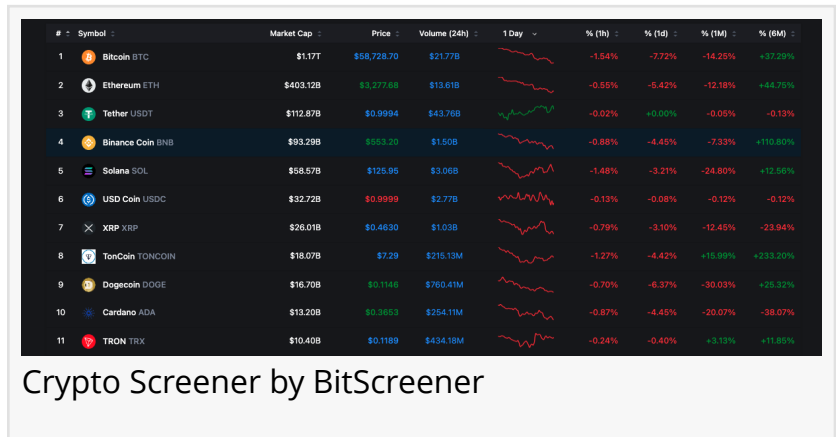 # Symbol Market Cap Price Volume (24h) 1 Day % (1h) % (1d) % (1M) % (6M)
1 Bitcoin BTC $1.17T $58,728.70 $21.77B -1.54% -7.72% -14.25% +37.29%
2 Ethereum ETH $403.12B $3,277.68 $13.61B -0.55% -5.42% -12.18% +44.75%
3 Tether USDT $112.87B $0.9994 $43.76B -0.02% +0.00% -0.05% -0.13%
4 Binance Coin BNB $93.29B $553.20 $1.50B -0.68% -4.45% -7.33% +110.60%
5 Solana SOL $58.57B $125.95 $3.06B -1.48% -3.21% -24.80% +12.56%
6 USD Coin USDC $32.72B $0.9999 $2.77B -0.13% -0.08% -0.12% -0.12%
7 XRP XRP $26.01B $0.4630 $1.03B -0.79% -3.10% -12.45% -23.94%
8 TonCoin TONCOIN $18.07B $7.29 $215.13M -1.27% -4.42% +15.99% +233.20%
9 Dogecoin DOGE $16.70B $0.1146 $760.41M -0.70% -6.37% -30.03% +25.32%
10 Cardano ADA $13.20B $0.3653 $254.11M -0.87% -4.45% -20.07% -38.07%
11 TRON TRX $10.40B $0.1189 $434.18M -0.24% -0.40% +3.13% +11.85%
Crypto Screener by BitScreener